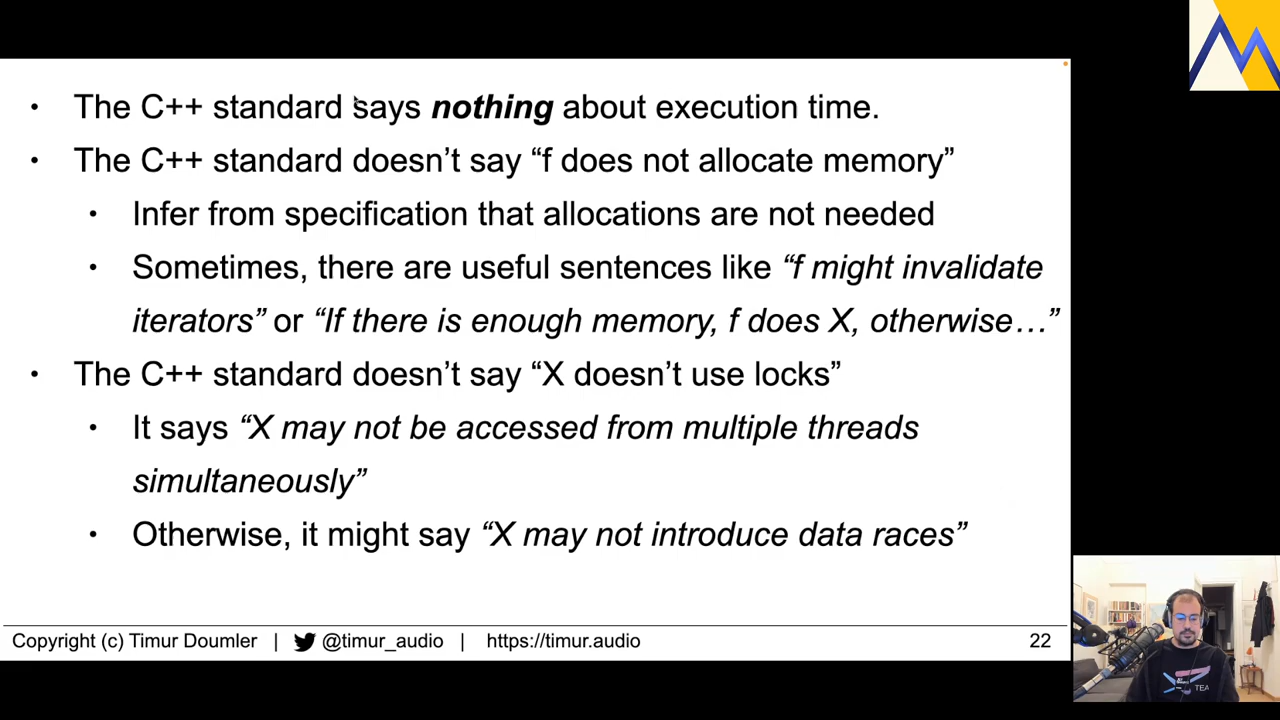 • The C++ standard says nothing about execution time.
• The C++ standard doesn’t say “f does not allocate memory”
• Infer from specification that allocations are not needed
• Sometimes, there are useful sentences like “f might invalidate
iterators” or “If there is enough memory, f does X, otherwise…”
• The C++ standard doesn’t say “X doesn’t use locks”
• It says “X may not be accessed from multiple threads
simultaneously”
• Otherwise, it might say “X may not introduce data races”
Copyright (c) Timur Doumler | @timur_audio | https://timur.audio 22
TEA